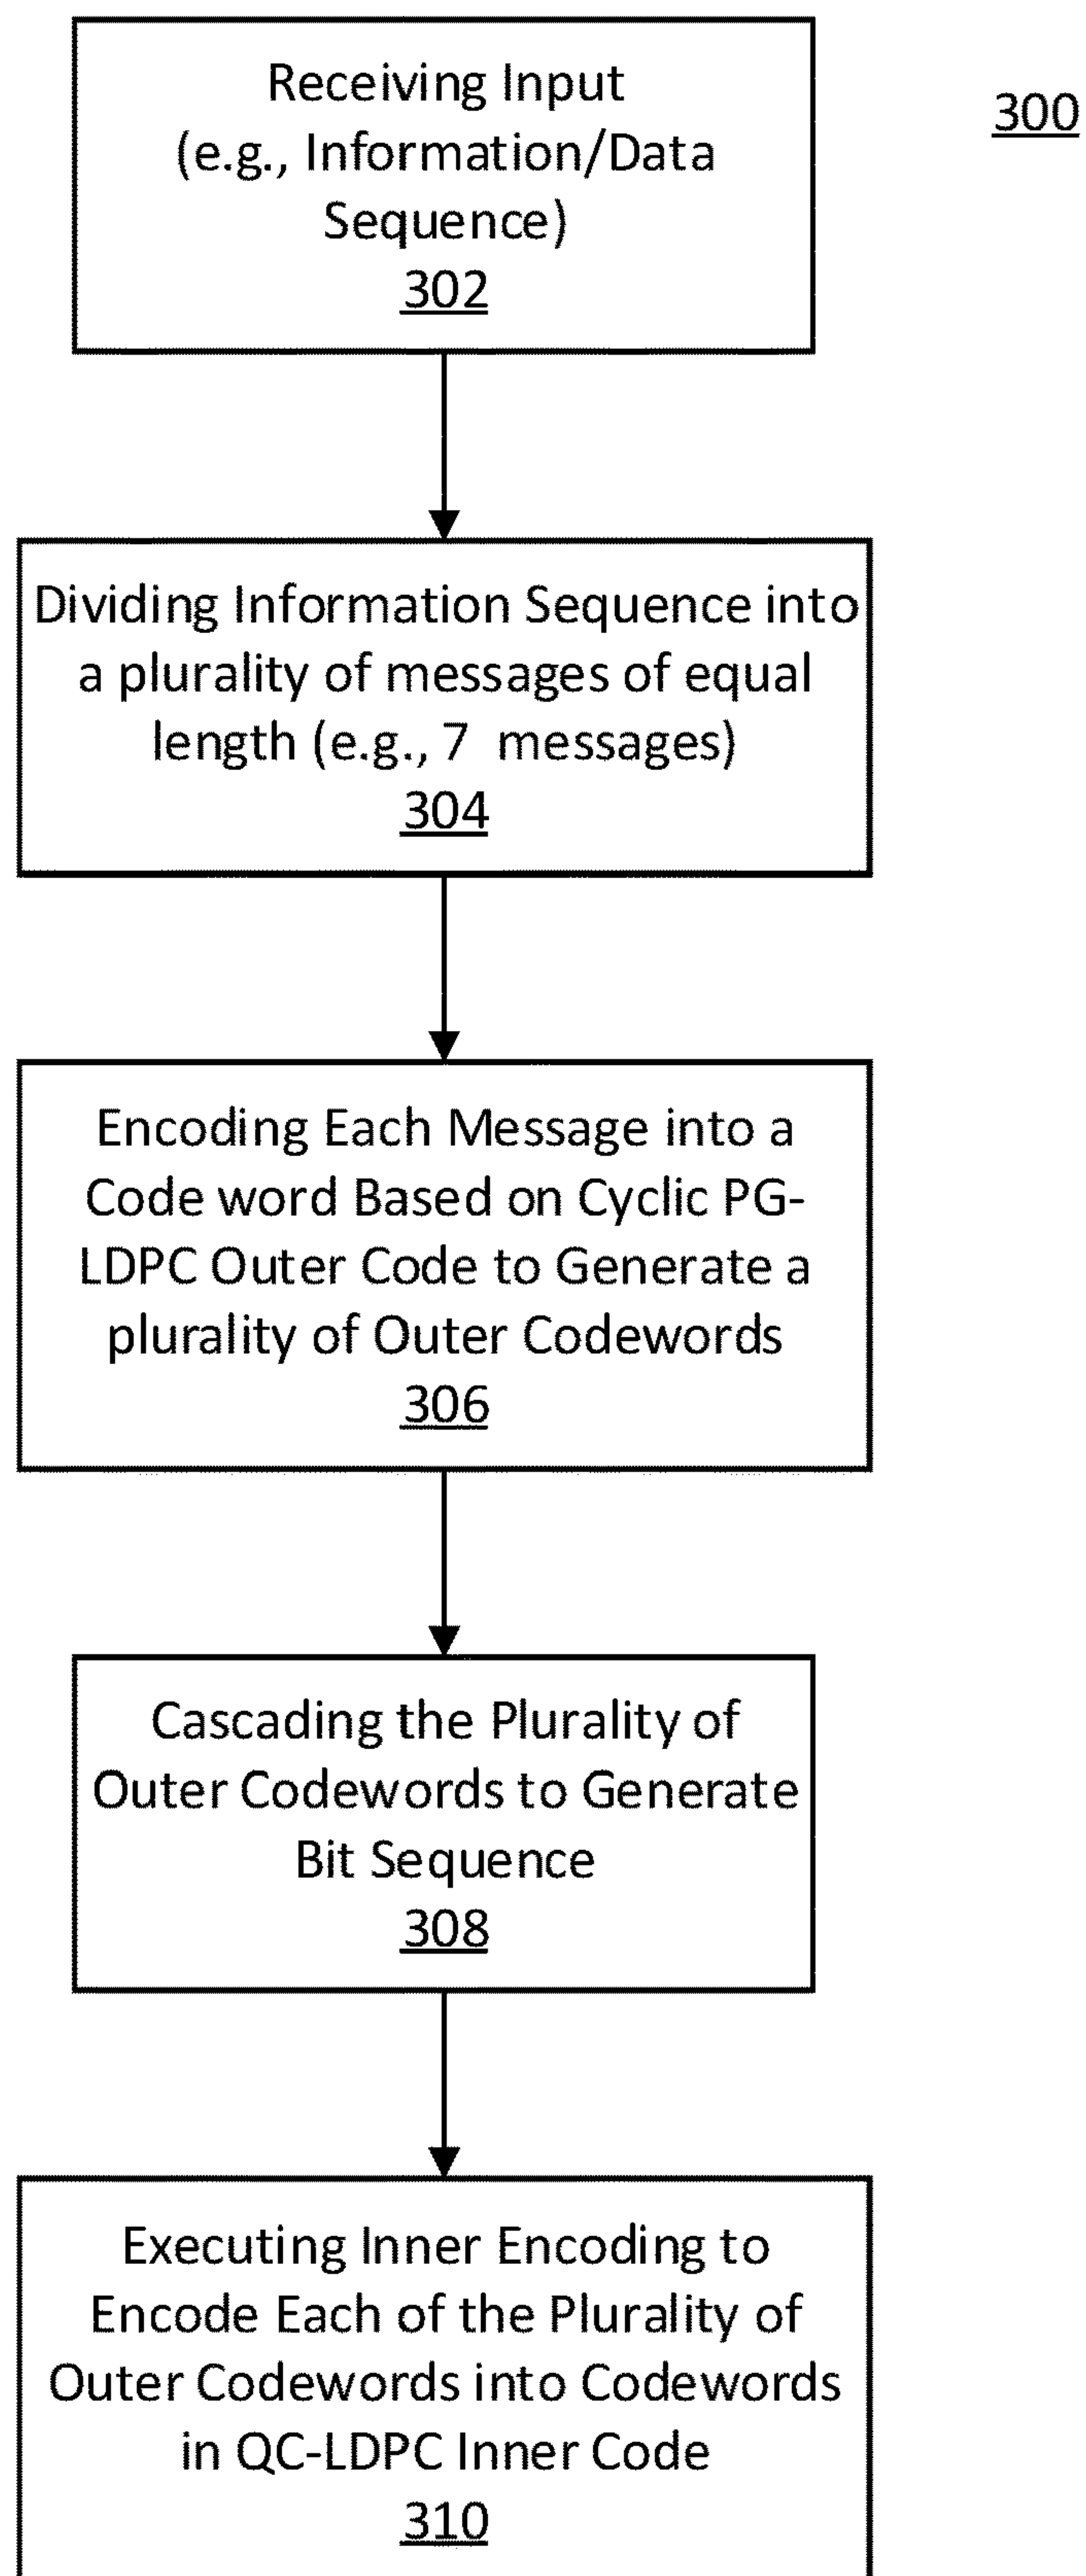 300
Receiving Input
(e.g., Information/Data
Sequence)
302
Dividing Information Sequence into
a plurality of messages of equal
length (e.g., 7 messages)
304
Encoding Each Message into a
Code word Based on Cyclic PG-
LDPC Outer Code to Generate a
plurality of Outer Codewords
306
Cascading the Plurality of
Outer Codewords to Generate
Bit Sequence
308
Executing Inner Encoding to
Encode Each of the Plurality of
Outer Codewords into Codewords
in QC-LDPC Inner Code
310